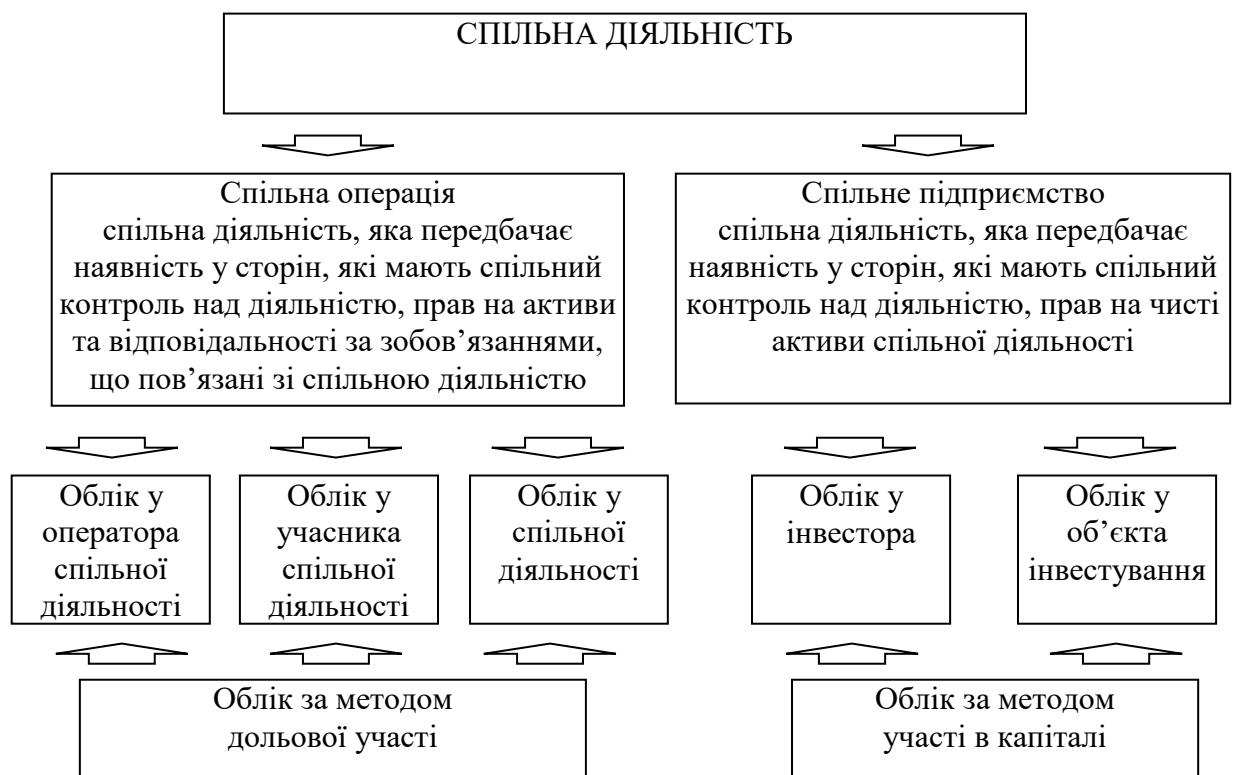 СПІЛЬНА ДІЯЛЬНІСТЬ
Спільна операція
спільна діяльність, яка передбачає
наявність у сторін, які мають спільний
контроль над діяльністю, прав на активи
та відповідальності за зобов’язаннями,
що пов’язані зі спільною діяльністю
Спільне підприємство
спільна діяльність, яка передбачає
наявність у сторін, які мають спільний
контроль над діяльністю, прав на чисті
активи спільної діяльності
Облік у
оператора
спільної
діяльності
Облік у
учасника
спільної
діяльності
Облік у
спільної
діяльності
Облік у
інвестора
Облік у
об’єкта
інвестування
Облік за методом
дольової участі
Облік за методом
участі в капіталі